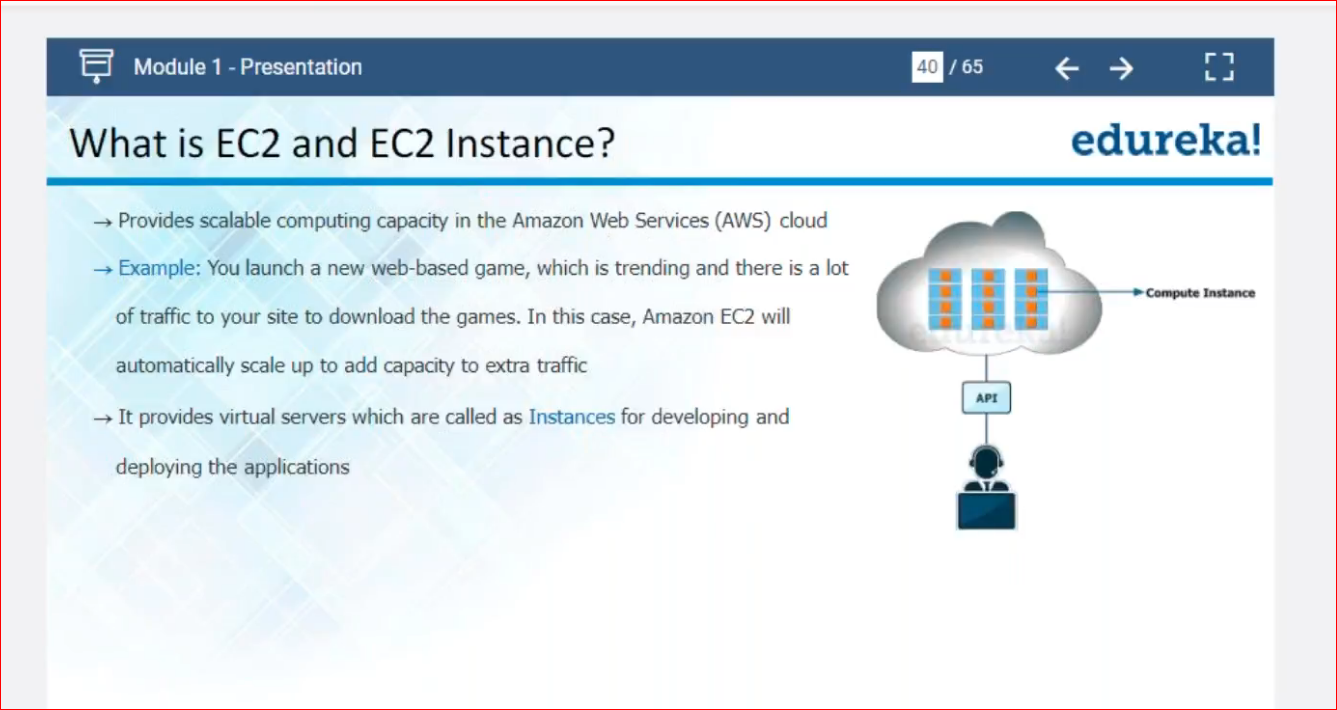 Module 1 - Presentation
40 / 65
What is EC2 and EC2 Instance?
edureka!
→ Provides scalable computing capacity in the Amazon Web Services (AWS) cloud
→ Example: You launch a new web-based game, which is trending and there is a lot
of traffic to your site to download the games. In this case, Amazon EC2 will
automatically scale up to add capacity to extra traffic
→ It provides virtual servers which are called as Instances for developing and
deploying the applications
Compute Instance
edureka!
API